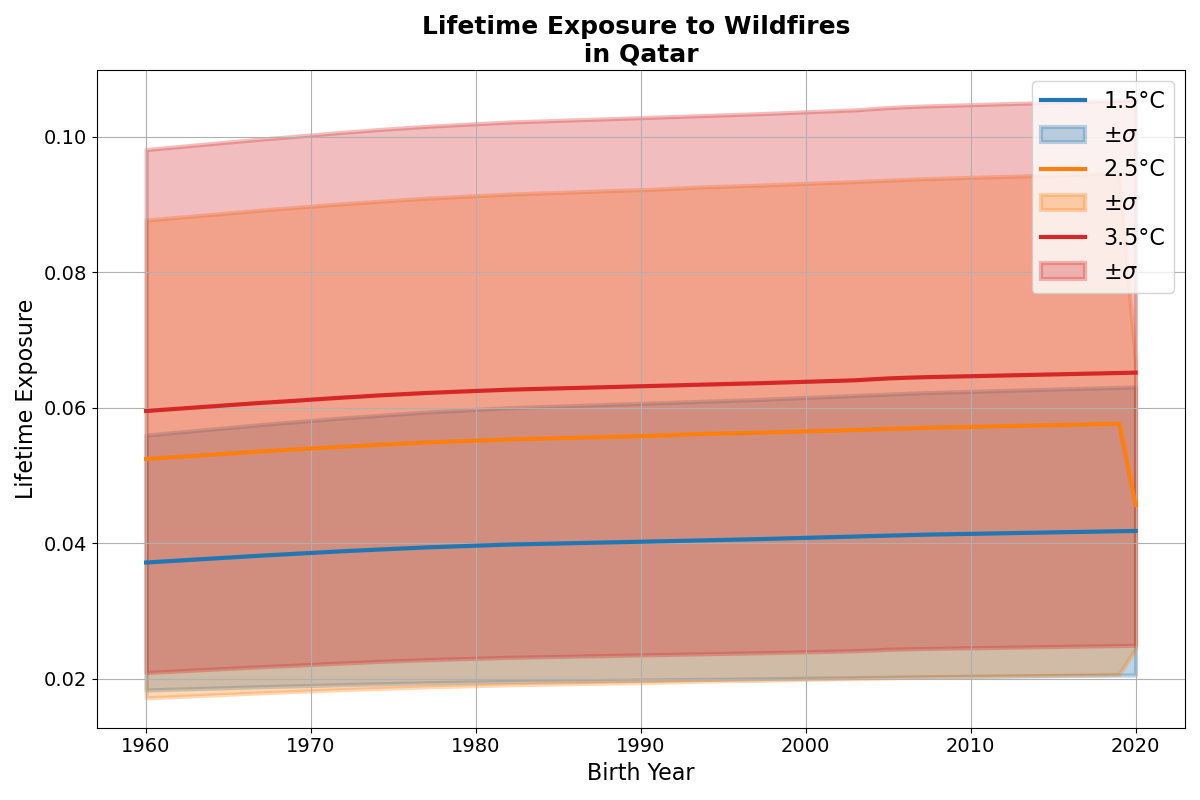 Lifetime Exposure to Wildfires
in Qatar
1.5°C
±σ
2.5°C
±σ
3.5°C
±σ
Lifetime Exposure
0.10
0.08
0.06
0.04
0.02
1960 1970 1980 1990 2000 2010 2020
Birth Year